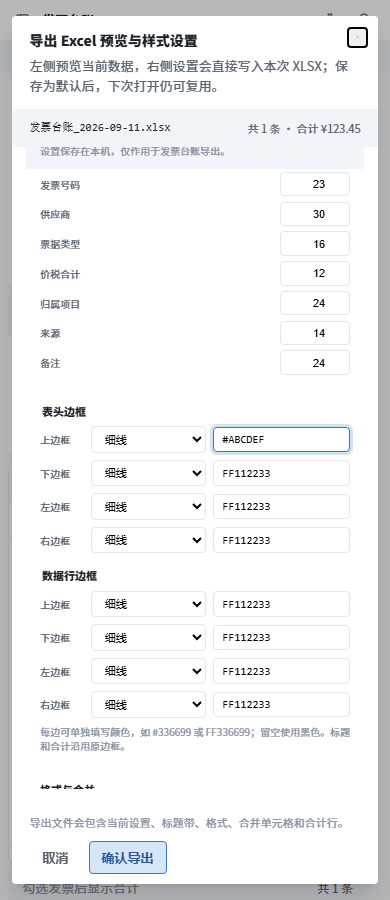 导出 Excel 预览与样式设置
左侧预览当前数据，右侧设置会直接写入本次 XLSX；保
存为默认后，下次打开仍可复用。
发票台账_2026-09-11.xlsx 共 1 条 · 合计 ¥123.45
设置保存在本机，仅作用于发票台账导出。
发票号码 23
供应商 30
票据类型 16
价税合计 12
归属项目 24
来源 14
备注 24
表头边框
上边框 细线 #ABCDEF
下边框 细线 FF112233
左边框 细线 FF112233
右边框 细线 FF112233
数据行边框
上边框 细线 FF112233
下边框 细线 FF112233
左边框 细线 FF112233
右边框 细线 FF112233
每边可单独填写颜色，如 #336699 或 FF336699；留空使用黑色。标题
和合计沿用原边框。
格式与合并
导出文件会包含当前设置、标题带、格式、合并单元格和合计行。
取消 确认导出
勾选发票后显示合计 共 1 条